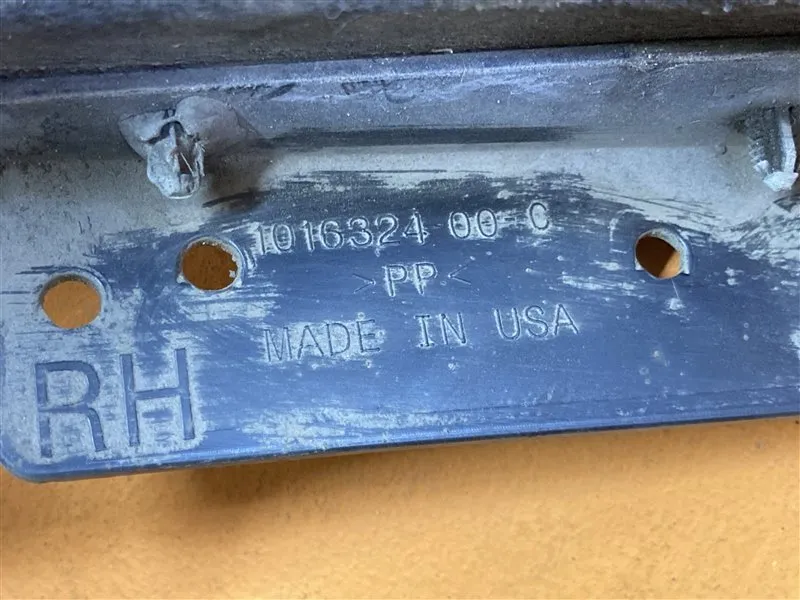 1016324-00-C
>PP<
MADE IN USA
RH